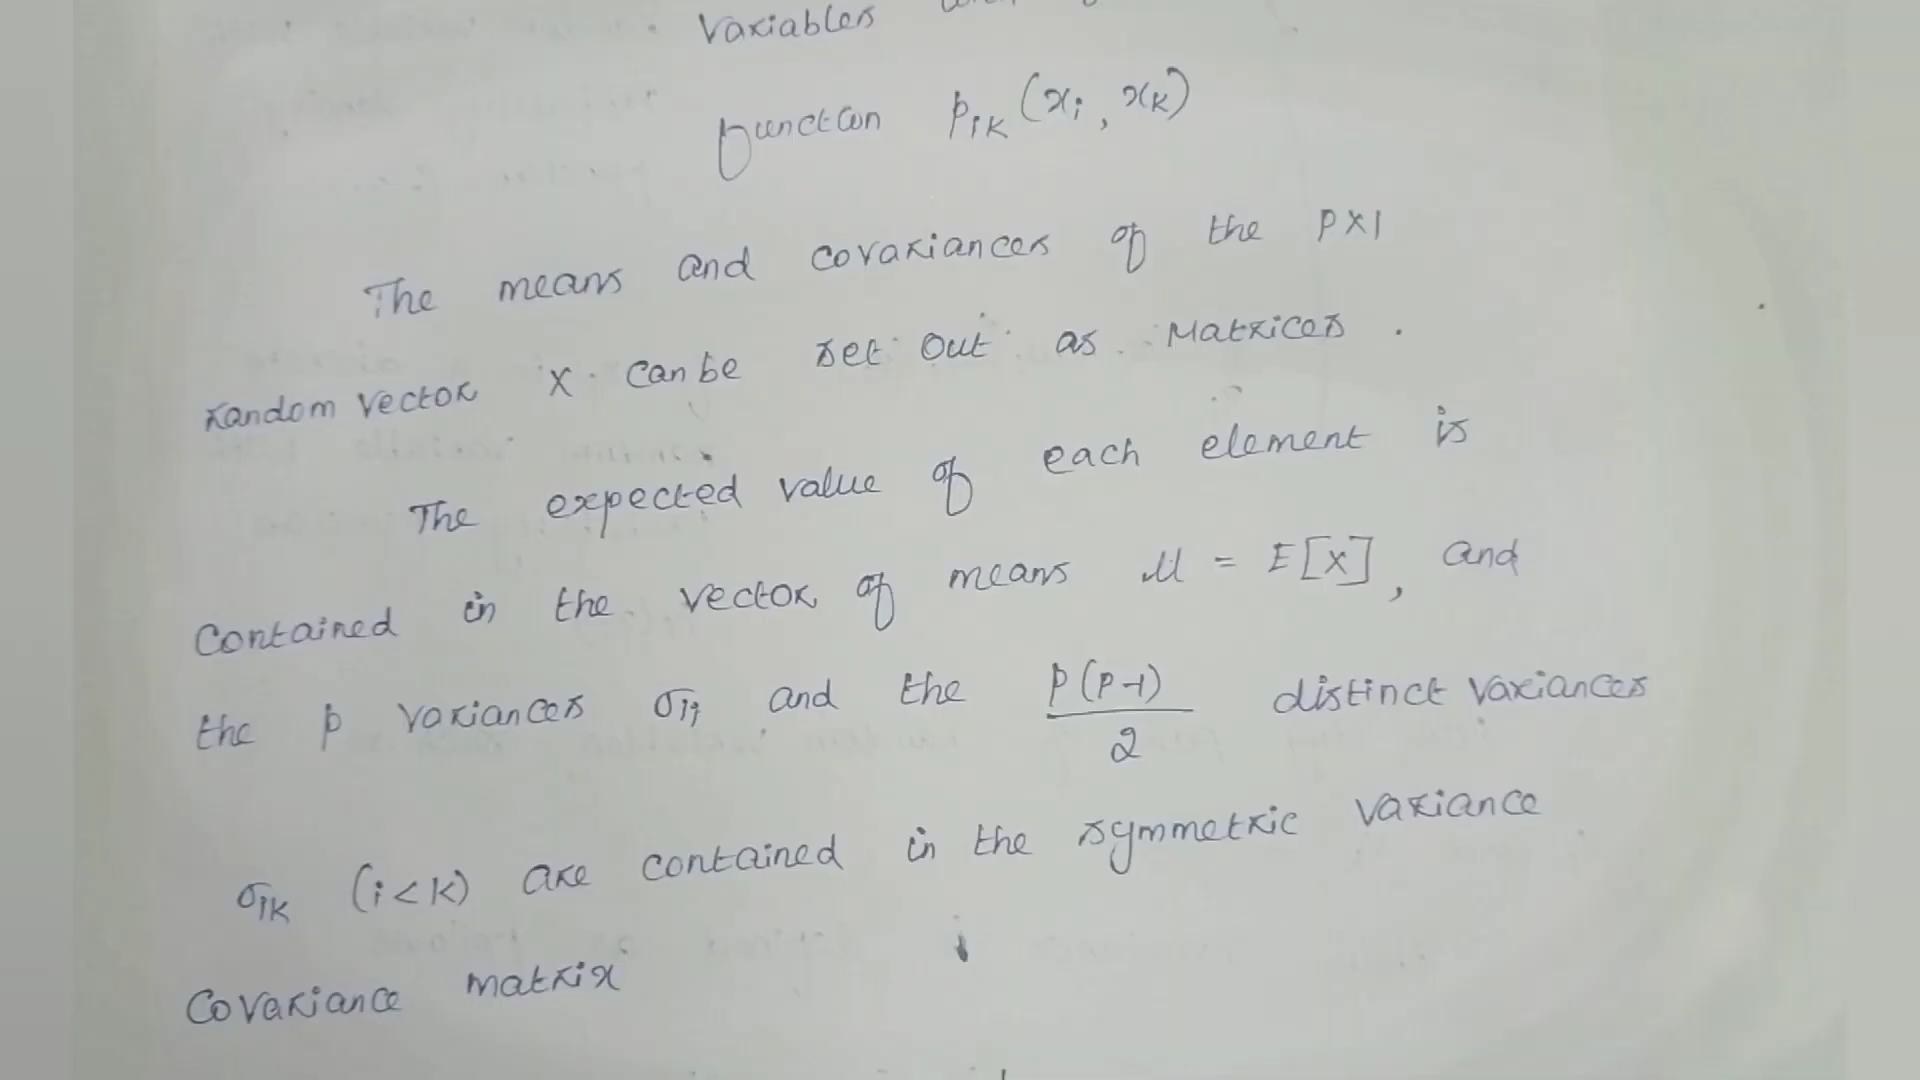 Variables
function p_ik (x_i, x_k)
The means and covariances of the P×1
random vector X can be set out as Matrices.
The expected value of each element is
contained in the vector of means μ = E[X], and
the p variances σ_ii and the p(p-1)/2 distinct variances
σ_ik (i<k) are contained in the symmetric variance
Covariance matrix